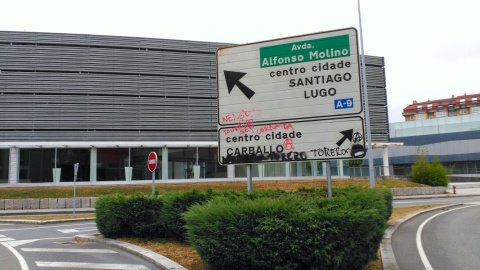 Avda.
Alfonso Molino
centro cidade
SANTIAGO
LUGO
A-9
centro cidade
CARBALLO